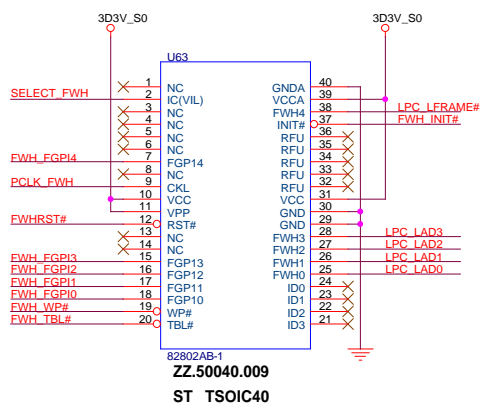 3D3V_S0 3D3V_S0
U63
1 NC GNDA 40
SELECT_FWH 2 IC(VIL) VCCA 39
3 NC FWH4 38 LPC_LFRAME#
4 NC INIT# 37 FWH_INIT#
5 NC RFU 36
6 NC RFU 35
FWH_FGPI4 7 FGP14 RFU 34
8 NC RFU 33
PCLK_FWH 9 CKL RFU 32
10 VCC VCC 31
11 VPP GND 30
FWHRST# 12 RST# GND 29
13 NC FWH3 28 LPC_LAD3
14 NC FWH2 27 LPC_LAD2
FWH_FGPI3 15 FGP13 FWH1 26 LPC_LAD1
FWH_FGPI2 16 FGP12 FWH0 25 LPC_LAD0
FWH_FGPI1 17 FGP11 ID0 24
FWH_FGPI0 18 FGP10 ID1 23
FWH_WP# 19 WP# ID2 22
FWH_TBL# 20 TBL# ID3 21
82802AB-1
ZZ.50040.009
ST TSOIC40